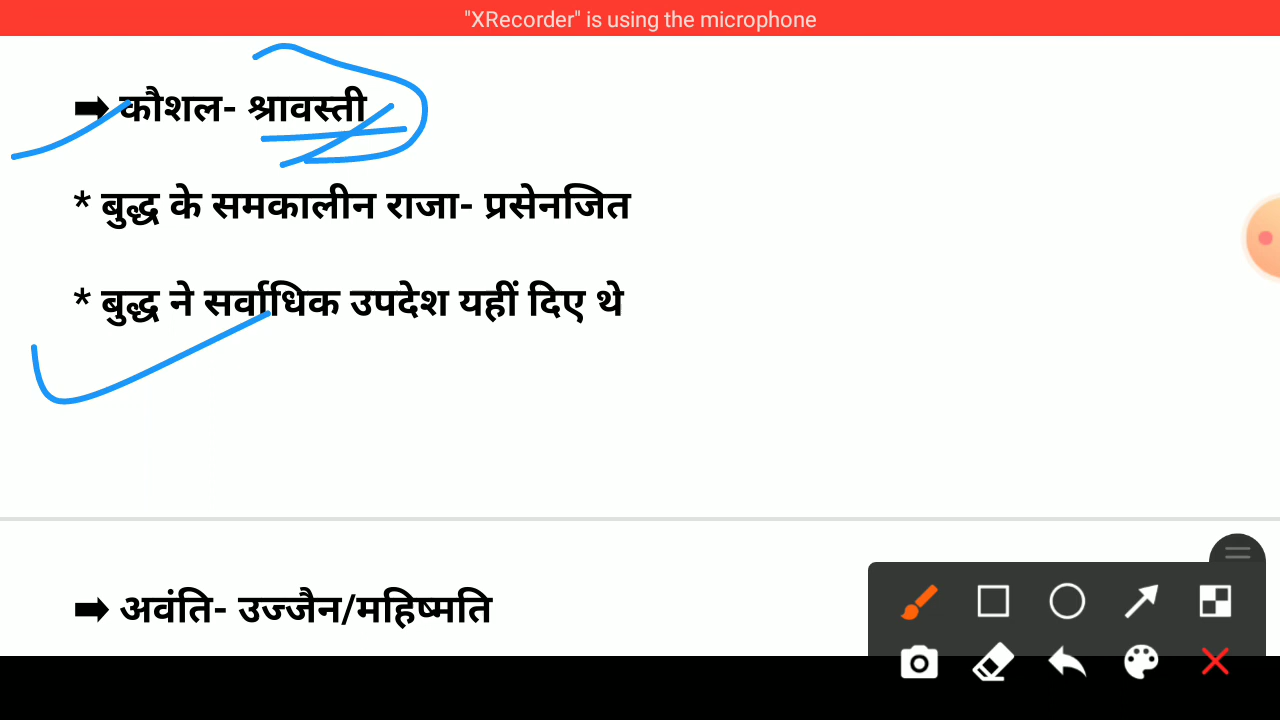 "XRecorder" is using the microphone
➡ कौशल- श्रावस्ती
* बुद्ध के समकालीन राजा- प्रसेनजित
* बुद्ध ने सर्वाधिक उपदेश यहीं दिए थे
➡ अवंति- उज्जैन/महिष्मति